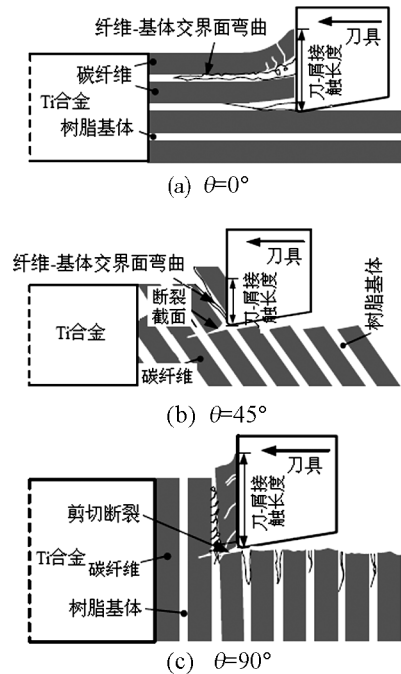 纤维-基体交界面弯曲
刀具
碳纤维
Ti合金
树脂基体
刀-屑接
触长度
(a) θ=0°
纤维-基体交界面弯曲
刀具
断裂
截面
刀-屑接
触长度
树脂基体
Ti合金
碳纤维
(b) θ=45°
刀具
刀-屑接
触长度
剪切断裂
Ti合金
碳纤维
树脂基体
(c) θ=90°